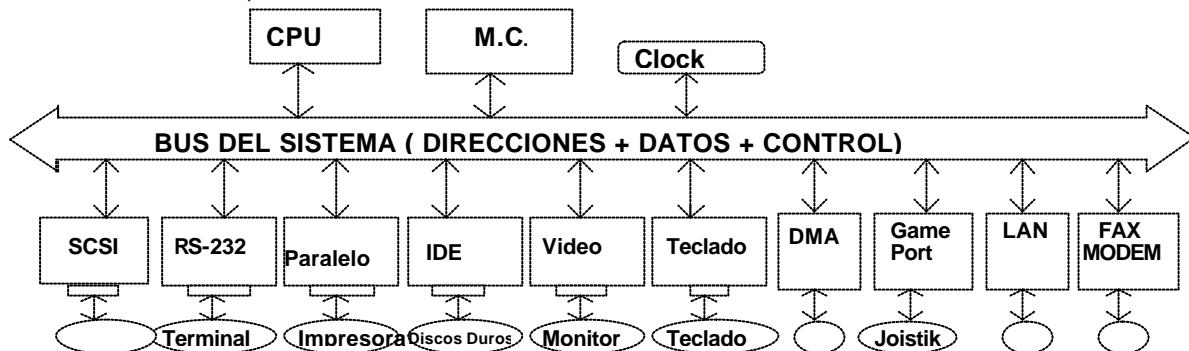 CPU
M.C.
Clock
BUS DEL SISTEMA ( DIRECCIONES + DATOS + CONTROL)
SCSI
RS-232
Paralelo
IDE
Video
Teclado
DMA
Game
Port
LAN
FAX
MODEM
Terminal
Impresora
Discos Duros
Monitor
Teclado
Joistik